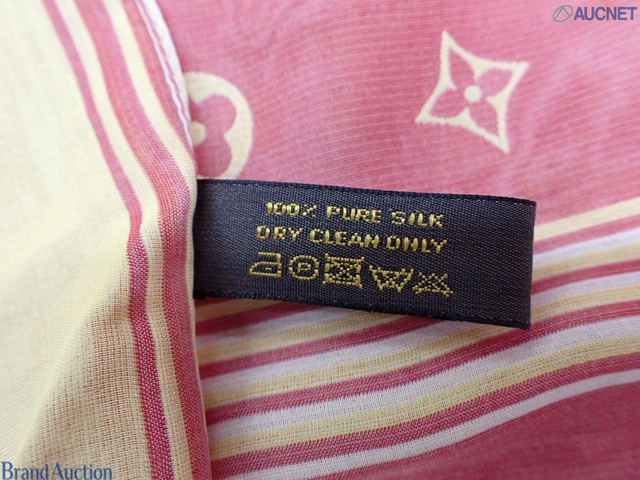 AUCNET
100% PURE SILK
DRY CLEAN ONLY
P
Brand Auction